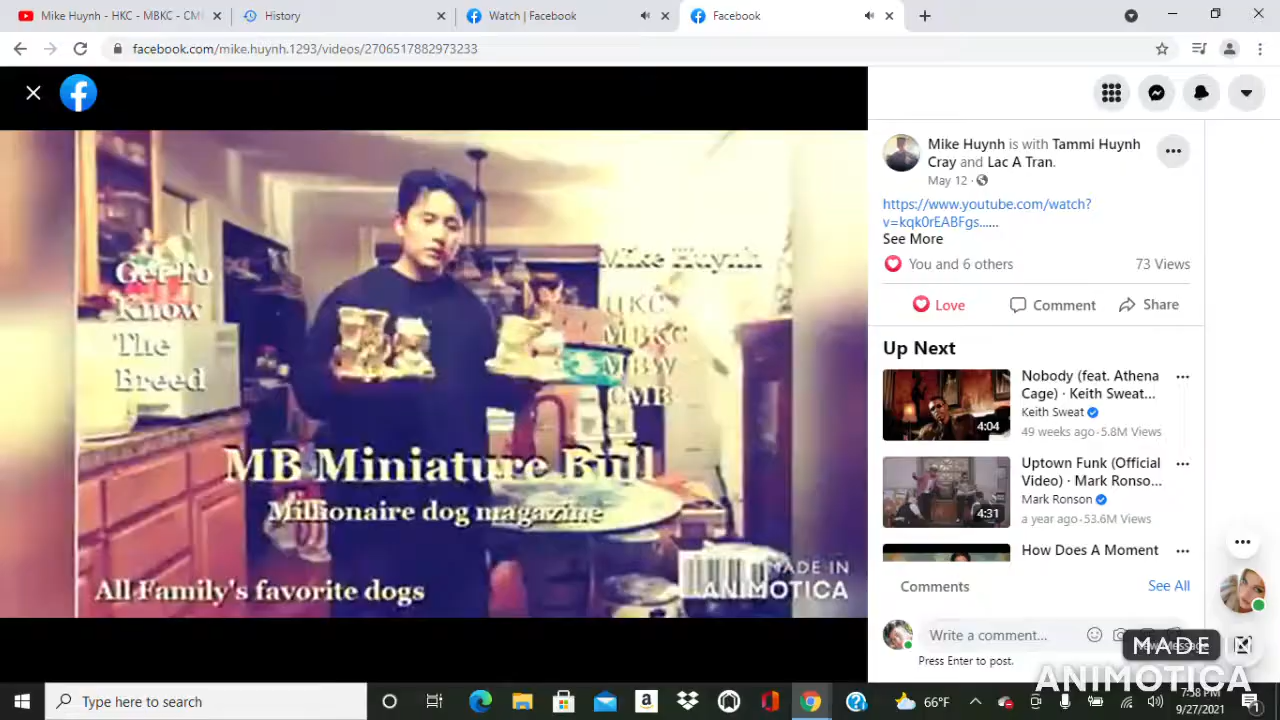 Mike Huynh - HKC - MBKC - CM
History
Watch | Facebook
Facebook
facebook.com/mike.huynh.1293/videos/2706517882973233
Get To
Know
The
Breed
Mike Huynh
HKC
MBKC
MBW
CMB
MB Miniature Bull
Millionaire dog magazine
All Family's favorite dogs
MADE IN
ANIMOTICA
Mike Huynh is with Tammi Huynh
Cray and Lac A Tran.
May 12 ·
https://www.youtube.com/watch?
v=kqk0rEABFgs......
See More
You and 6 others
73 Views
Love
Comment
Share
Up Next
Nobody (feat. Athena
Cage) · Keith Sweat...
Keith Sweat
49 weeks ago · 5.8M Views
4:04
Uptown Funk (Official
Video) · Mark Ronso...
Mark Ronson
a year ago · 53.6M Views
4:31
How Does A Moment
Comments
See All
Write a comment...
Press Enter to post.
MADE
ANIMOTICA
Type here to search
66°F
7:38 PM
9/27/2021